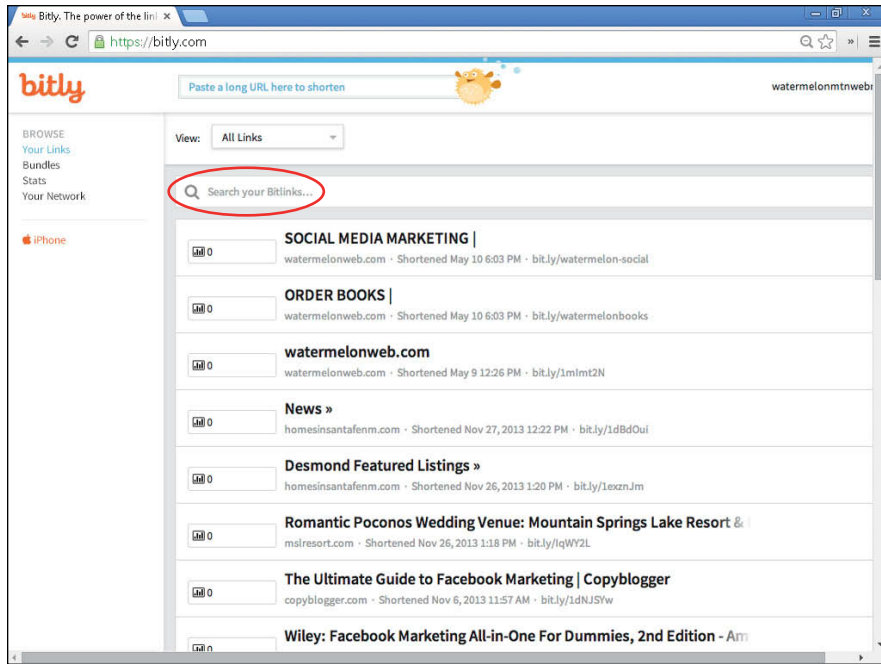 bitly Bitly. The power of the lin
https://bitly.com
bitly
Paste a long URL here to shorten
watermelonmtnweb
BROWSE
Your Links
Bundles
Stats
Your Network
iPhone
View: All Links
Search your Bitlinks...
SOCIAL MEDIA MARKETING |
0
watermelonweb.com · Shortened May 10 6:03 PM · bit.ly/watermelon-social
ORDER BOOKS |
0
watermelonweb.com · Shortened May 10 6:03 PM · bit.ly/watermelonbooks
watermelonweb.com
0
watermelonweb.com · Shortened May 9 12:26 PM · bit.ly/1mImt2N
News »
0
homesinsantafenm.com · Shortened Nov 27, 2013 12:22 PM · bit.ly/1dBdOui
Desmond Featured Listings »
0
homesinsantafenm.com · Shortened Nov 26, 2013 1:20 PM · bit.ly/1exznJm
Romantic Poconos Wedding Venue: Mountain Springs Lake Resort &
0
mslresort.com · Shortened Nov 26, 2013 1:18 PM · bit.ly/IqWY2L
The Ultimate Guide to Facebook Marketing | Copyblogger
0
copyblogger.com · Shortened Nov 6, 2013 11:57 AM · bit.ly/1dNJSYw
Wiley: Facebook Marketing All-in-One For Dummies, 2nd Edition - Am
0